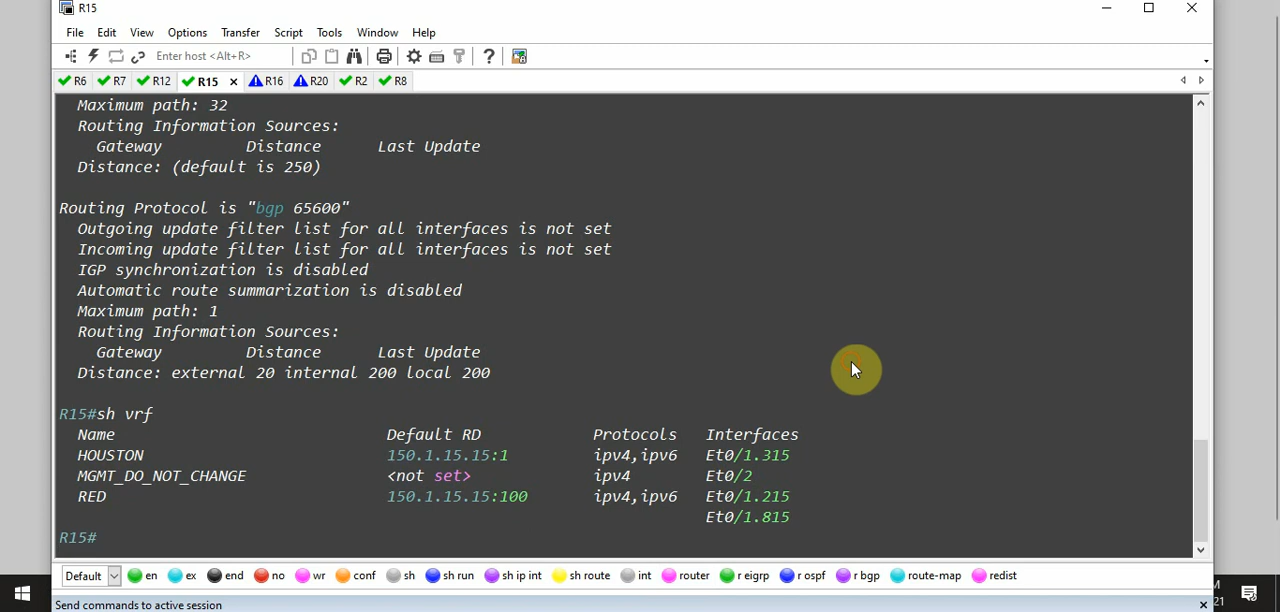 R15
File Edit View Options Transfer Script Tools Window Help
Enter host <Alt+R>
R6 R7 R12 R15 R16 R20 R2 R8
Maximum path: 32
Routing Information Sources:
Gateway Distance Last Update
Distance: (default is 250)
Routing Protocol is "bgp 65600"
Outgoing update filter list for all interfaces is not set
Incoming update filter list for all interfaces is not set
IGP synchronization is disabled
Automatic route summarization is disabled
Maximum path: 1
Routing Information Sources:
Gateway Distance Last Update
Distance: external 20 internal 200 local 200
R15#sh vrf
Name Default RD Protocols Interfaces
HOUSTON 150.1.15.15:1 ipv4,ipv6 Et0/1.315
MGMT_DO_NOT_CHANGE <not set> ipv4 Et0/2
RED 150.1.15.15:100 ipv4,ipv6 Et0/1.215
Et0/1.815
R15#
Default en ex end no wr conf sh sh run sh ip int sh route int router r eigrp r ospf r bgp route-map redist
Send commands to active session